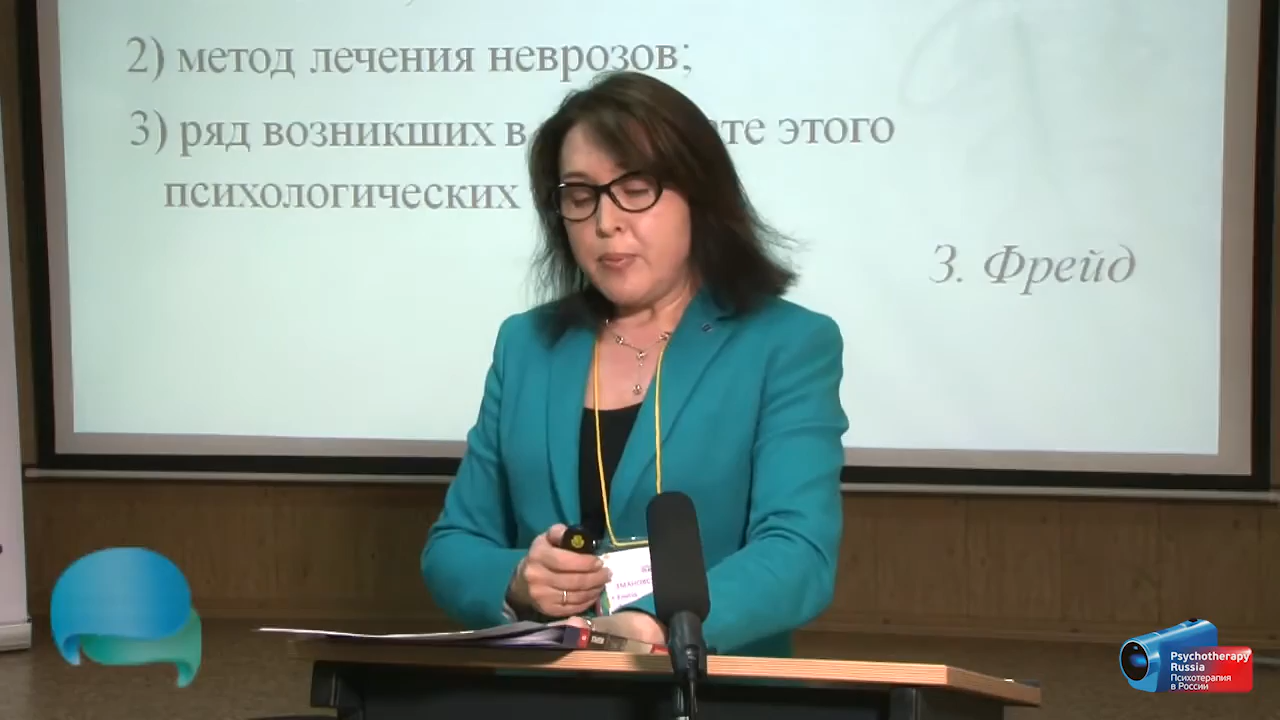 2) метод лечения неврозов;
3) ряд возникших в те этого
психологических
З. Фрейд
Psychotherapy
Russia
Психотерапия
в России